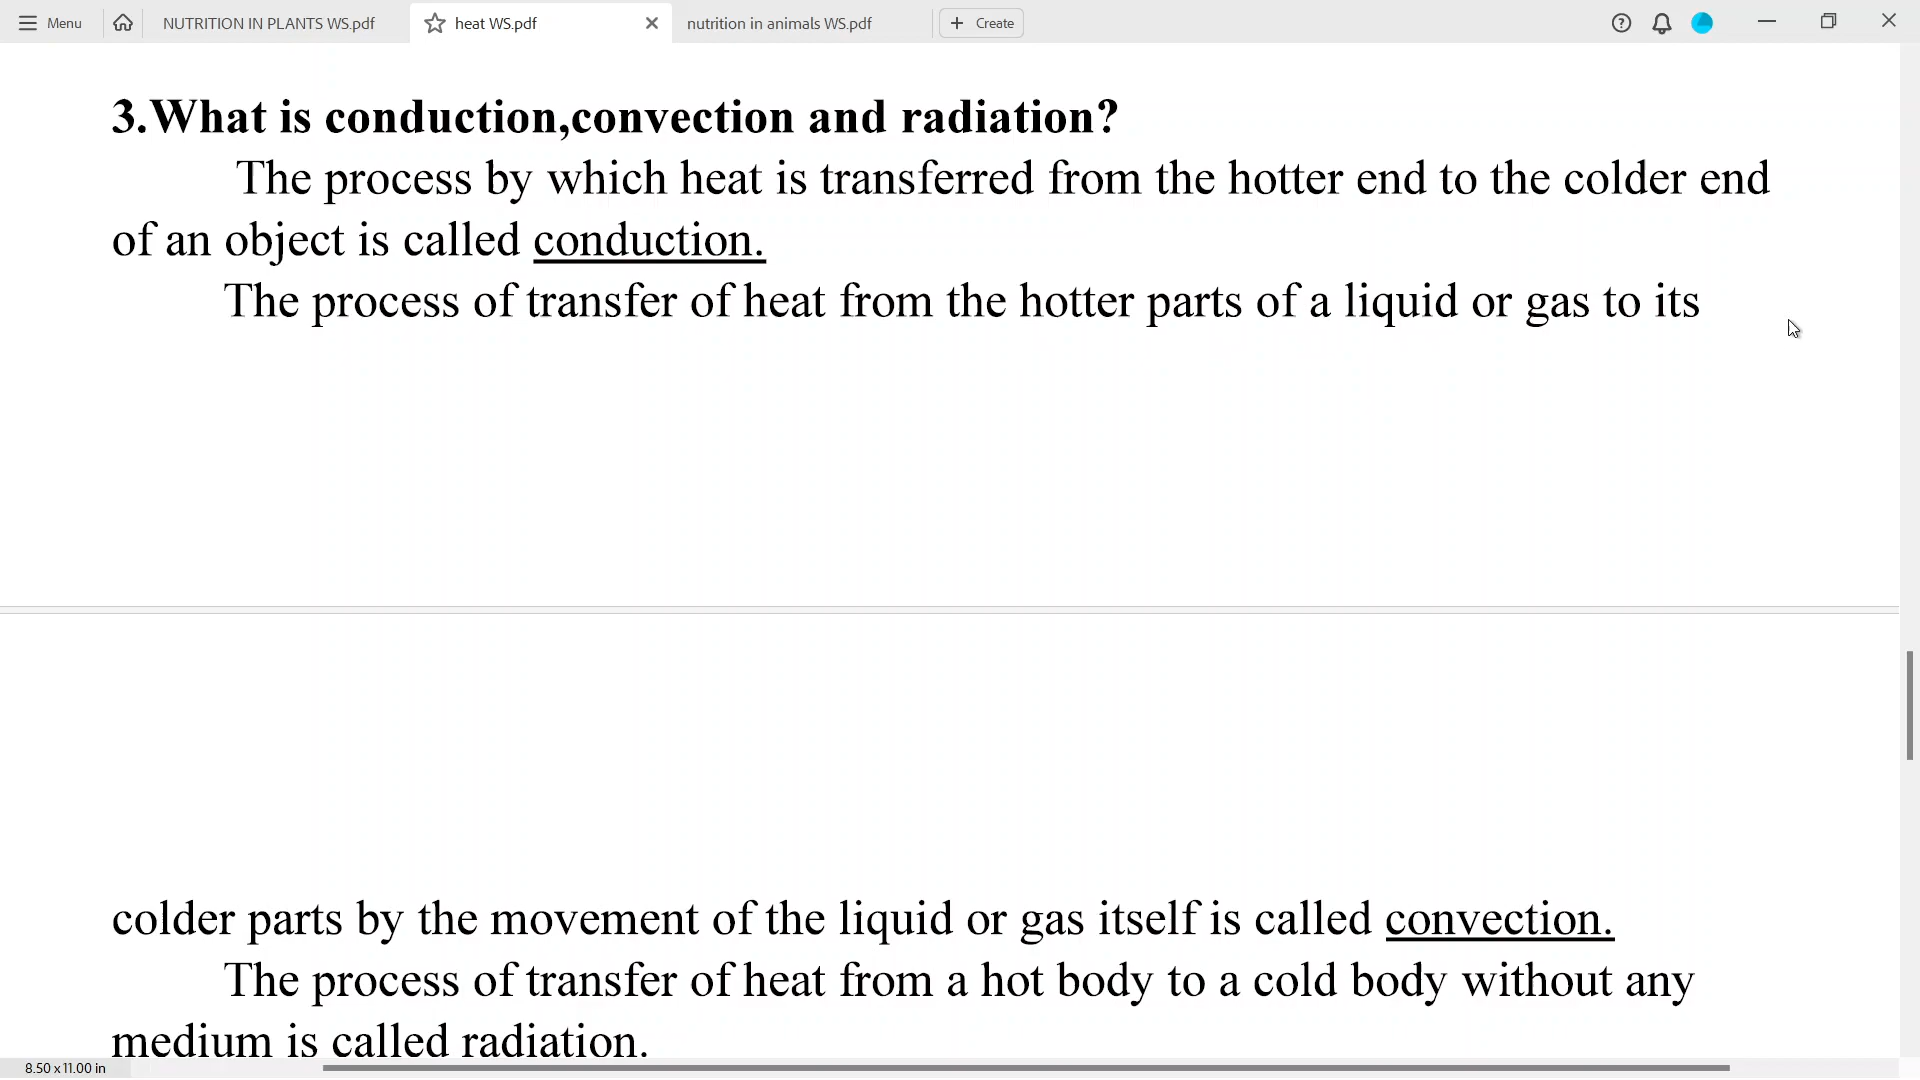 Menu
NUTRITION IN PLANTS WS.pdf
heat WS.pdf
nutrition in animals WS.pdf
Create
3.What is conduction,convection and radiation?
The process by which heat is transferred from the hotter end to the colder end
of an object is called conduction.
The process of transfer of heat from the hotter parts of a liquid or gas to its
colder parts by the movement of the liquid or gas itself is called convection.
The process of transfer of heat from a hot body to a cold body without any
medium is called radiation.
8.50 x 11.00 in